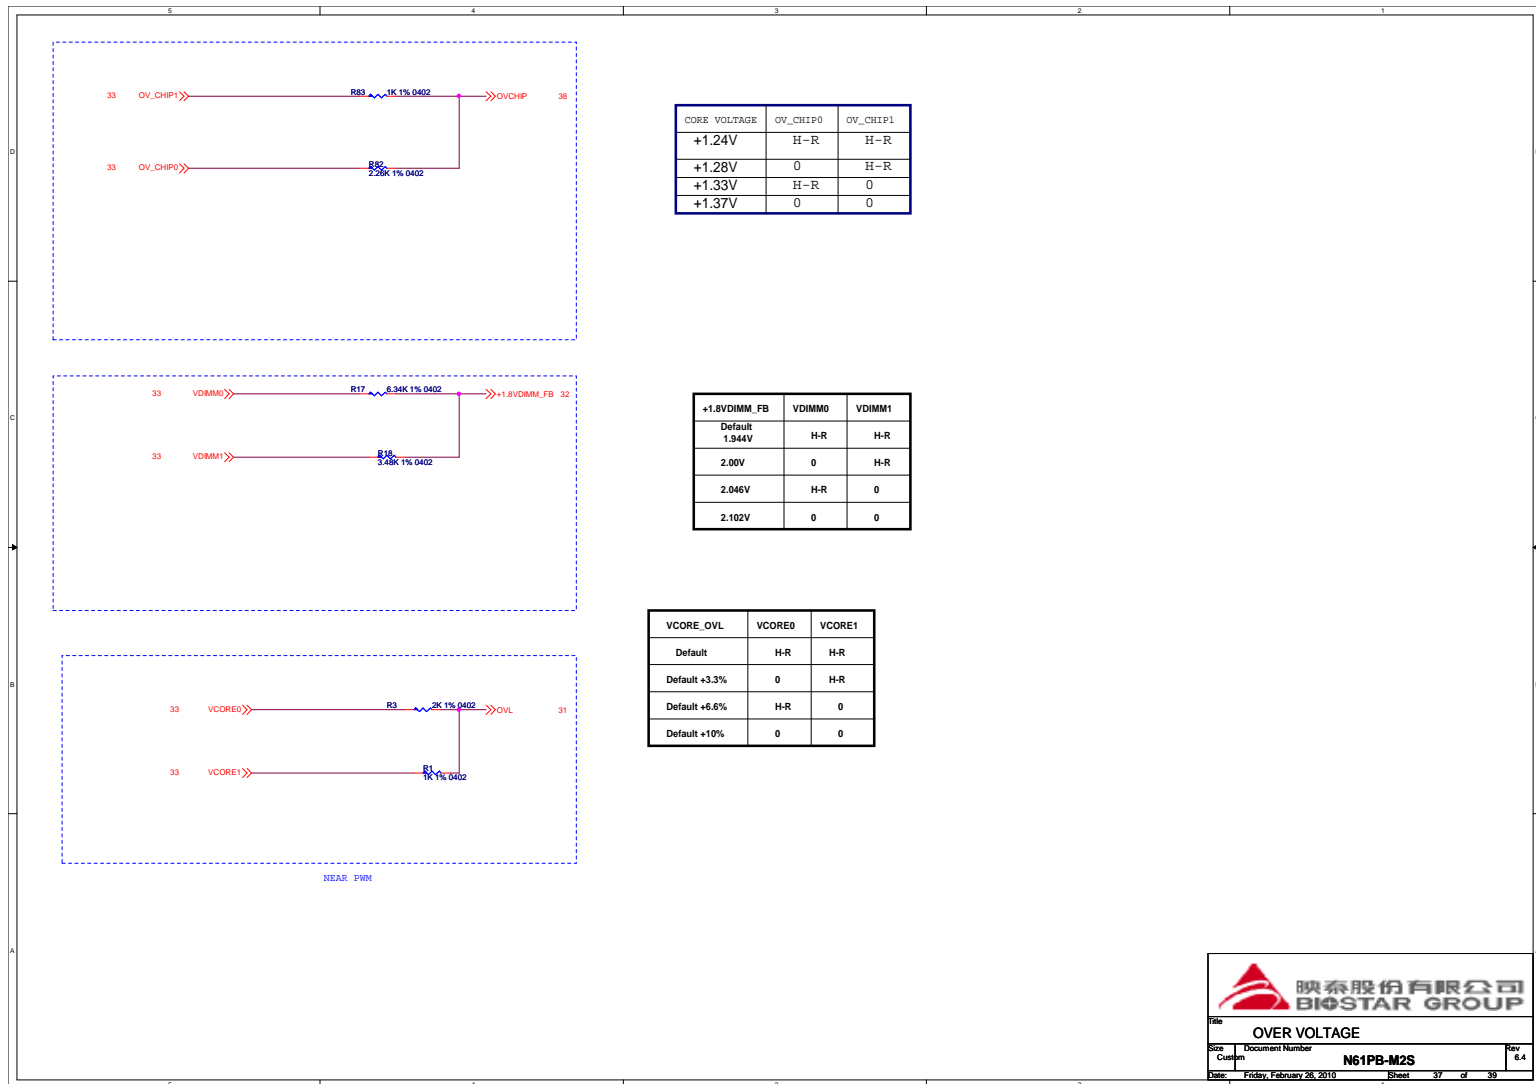 5 4 3 2 1
D
33 OV_CHIP1 R83 1K 1% 0402 OVCHIP 38
33 OV_CHIP0 R82
2.26K 1% 0402
CORE VOLTAGE OV_CHIP0 OV_CHIP1
+1.24V H-R H-R
+1.28V 0 H-R
+1.33V H-R 0
+1.37V 0 0
C
33 VDIMM0 R17 6.34K 1% 0402 +1.8VDIMM_FB 32
33 VDIMM1 R18
3.48K 1% 0402
+1.8VDIMM_FB VDIMM0 VDIMM1
Default
1.944V H-R H-R
2.00V 0 H-R
2.046V H-R 0
2.102V 0 0
B
33 VCORE0 R3 2K 1% 0402 OVL 31
33 VCORE1 R1
1K 1% 0402
NEAR PWM
VCORE_OVL VCORE0 VCORE1
Default H-R H-R
Default +3.3% 0 H-R
Default +6.6% H-R 0
Default +10% 0 0
A
映泰股份有限公司
BIOSTAR GROUP
Title
OVER VOLTAGE
Size Document Number Rev
Custom N61PB-M2S 6.4
Date: Friday, February 26, 2010 Sheet 37 of 39